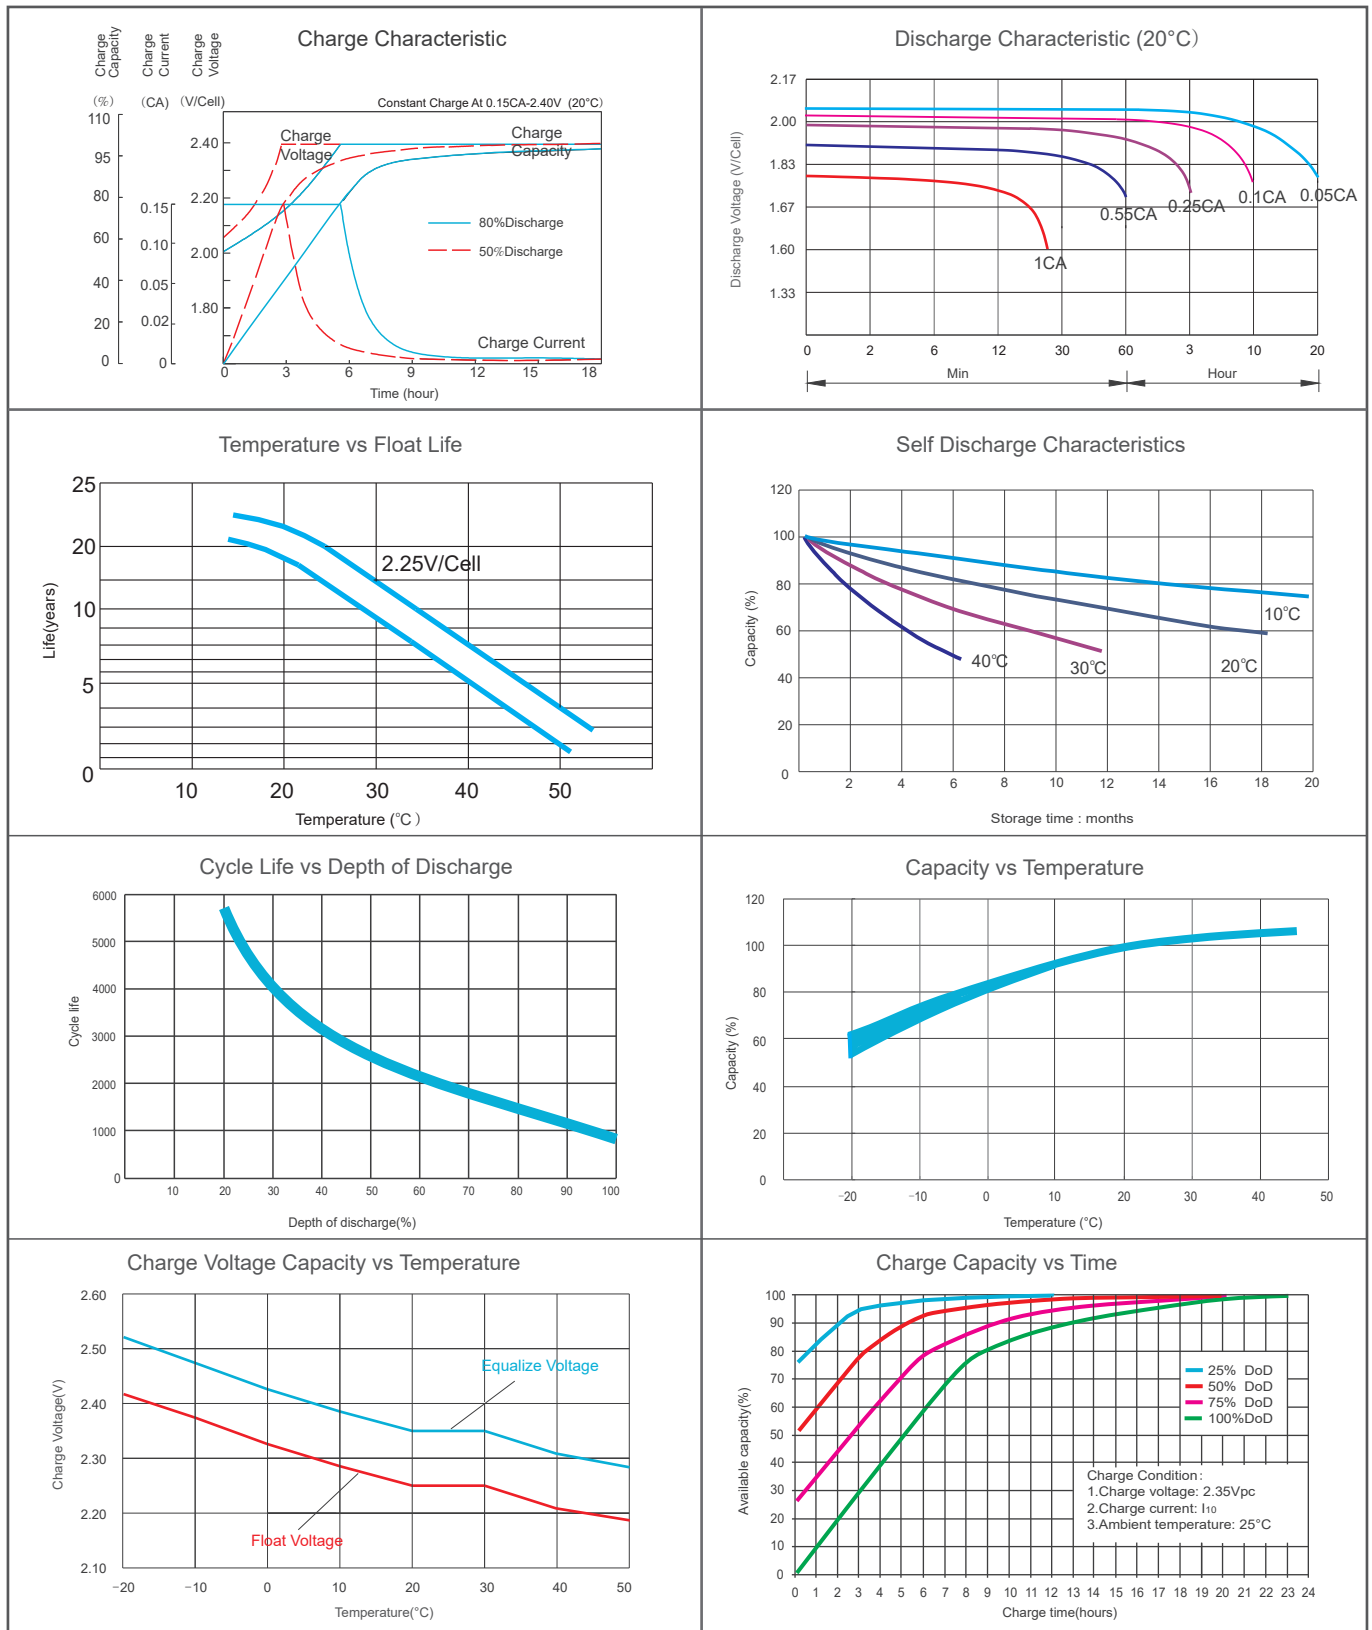 Charge Characteristic
Charge
Capacity
Charge
Current
Charge
Voltage
(%)
(CA)
(V/Cell)
Constant Charge At 0.15CA-2.40V (20°C)
110
95
80
60
40
20
0
0.15
0.10
0.05
0.02
0
2.40
2.20
2.00
1.80
Charge
Voltage
Charge
Capacity
80%Discharge
50%Discharge
Charge Current
0 3 6 9 12 15 18
Time (hour)
Discharge Characteristic (20°C)
Discharge Voltage (V/Cell)
2.17
2.00
1.83
1.67
1.60
1.33
1CA
0.55CA
0.25CA
0.1CA
0.05CA
0 2 6 12 30 60 3 10 20
Min
Hour
Temperature vs Float Life
Life(years)
25
20
10
5
0
2.25V/Cell
10 20 30 40 50
Temperature (°C)
Self Discharge Characteristics
Capacity (%)
120
100
80
60
40
20
0
10℃
20℃
30℃
40℃
2 4 6 8 10 12 14 16 18 20
Storage time : months
Cycle Life vs Depth of Discharge
Cycle life
6000
5000
4000
3000
2000
1000
0
10 20 30 40 50 60 70 80 90 100
Depth of discharge(%)
Capacity vs Temperature
Capacity (%)
120
100
80
60
40
20
0
-20 -10 0 10 20 30 40 50
Temperature (°C)
Charge Voltage Capacity vs Temperature
Charge Voltage(V)
2.60
2.50
2.40
2.30
2.20
2.10
Equalize Voltage
Float Voltage
-20 -10 0 10 20 30 40 50
Temperature(°C)
Charge Capacity vs Time
Available capacity(%)
100
90
80
70
60
50
40
30
20
10
0
25% DoD
50% DoD
75% DoD
100%DoD
Charge Condition:
1.Charge voltage: 2.35Vpc
2.Charge current: I10
3.Ambient temperature: 25°C
0 1 2 3 4 5 6 7 8 9 10 11 12 13 14 15 16 17 18 19 20 21 22 23 24
Charge time(hours)